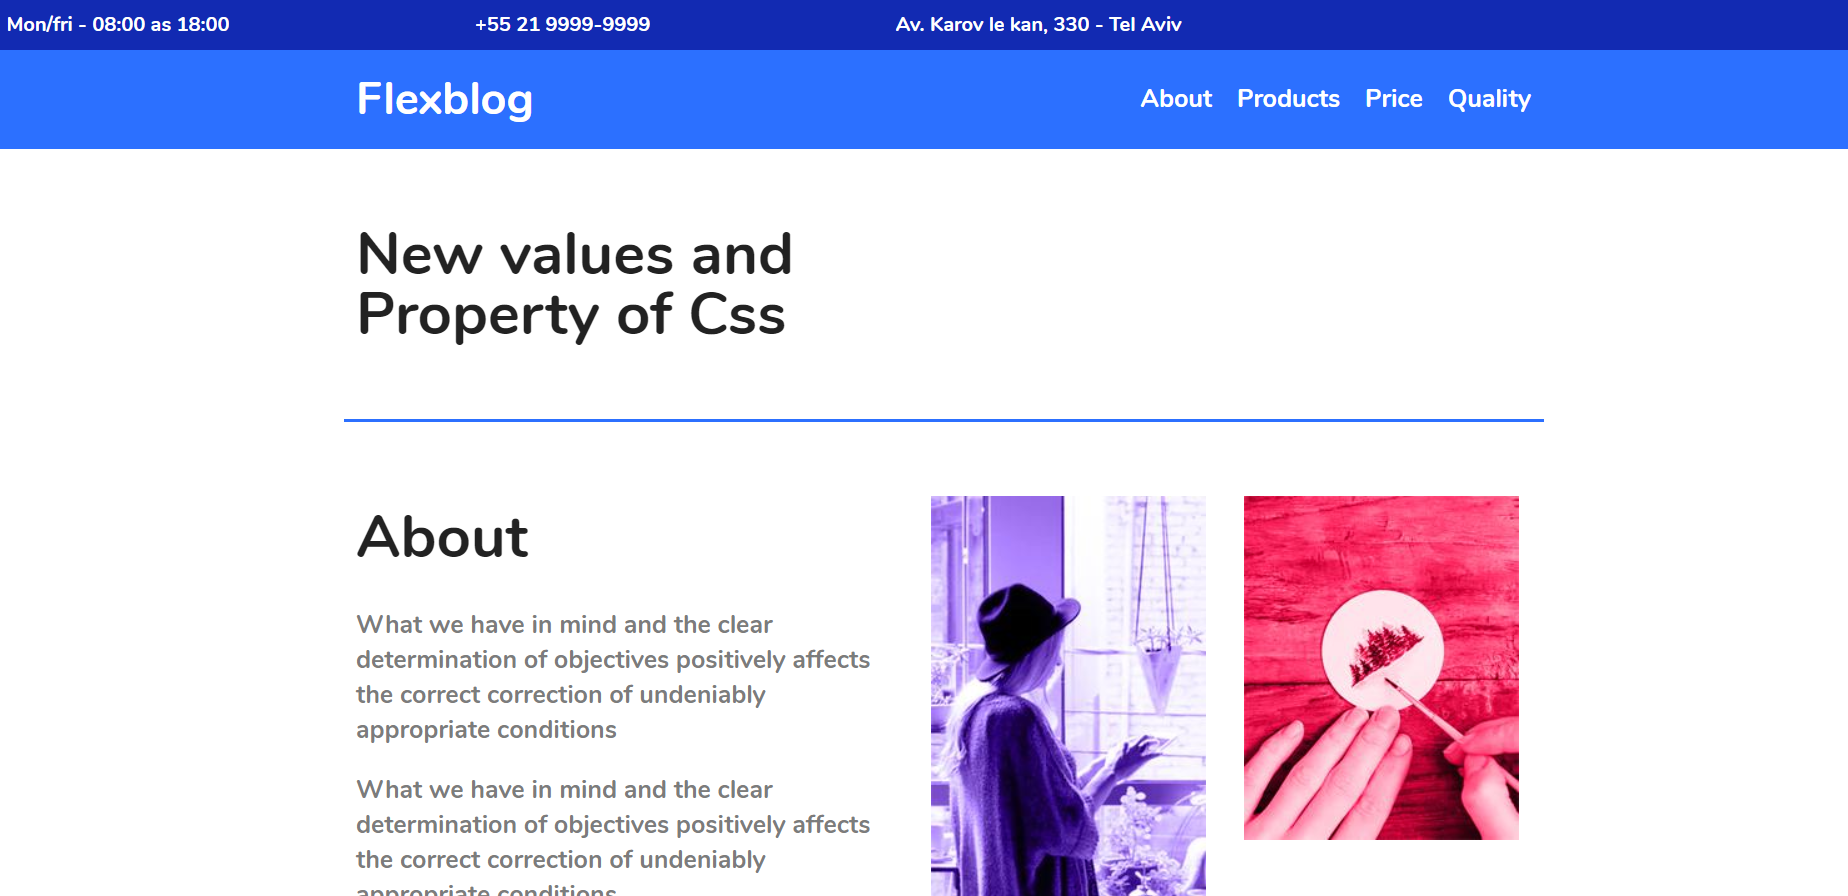 Mon/fri - 08:00 as 18:00
+55 21 9999-9999
Av. Karov le kan, 330 - Tel Aviv
Flexblog
About
Products
Price
Quality
New values and
Property of Css
About
What we have in mind and the clear
determination of objectives positively affects
the correct correction of undeniably
appropriate conditions
What we have in mind and the clear
determination of objectives positively affects
the correct correction of undeniably
appropriate conditions